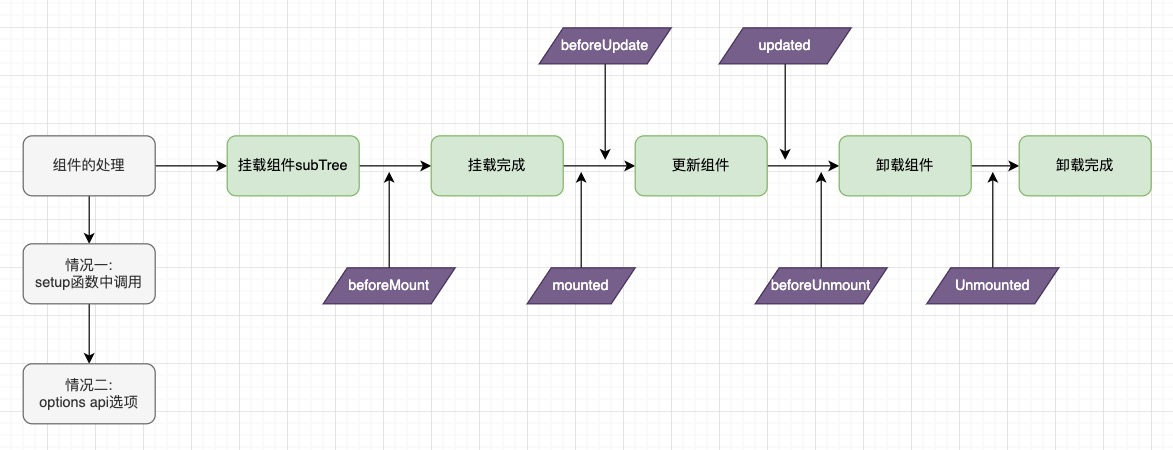 beforeUpdate
updated
组件的处理
挂载组件subTree
挂载完成
更新组件
卸载组件
卸载完成
情况一:
setup函数中调用
beforeMount
mounted
beforeUnmount
Unmounted
情况二:
options api选项